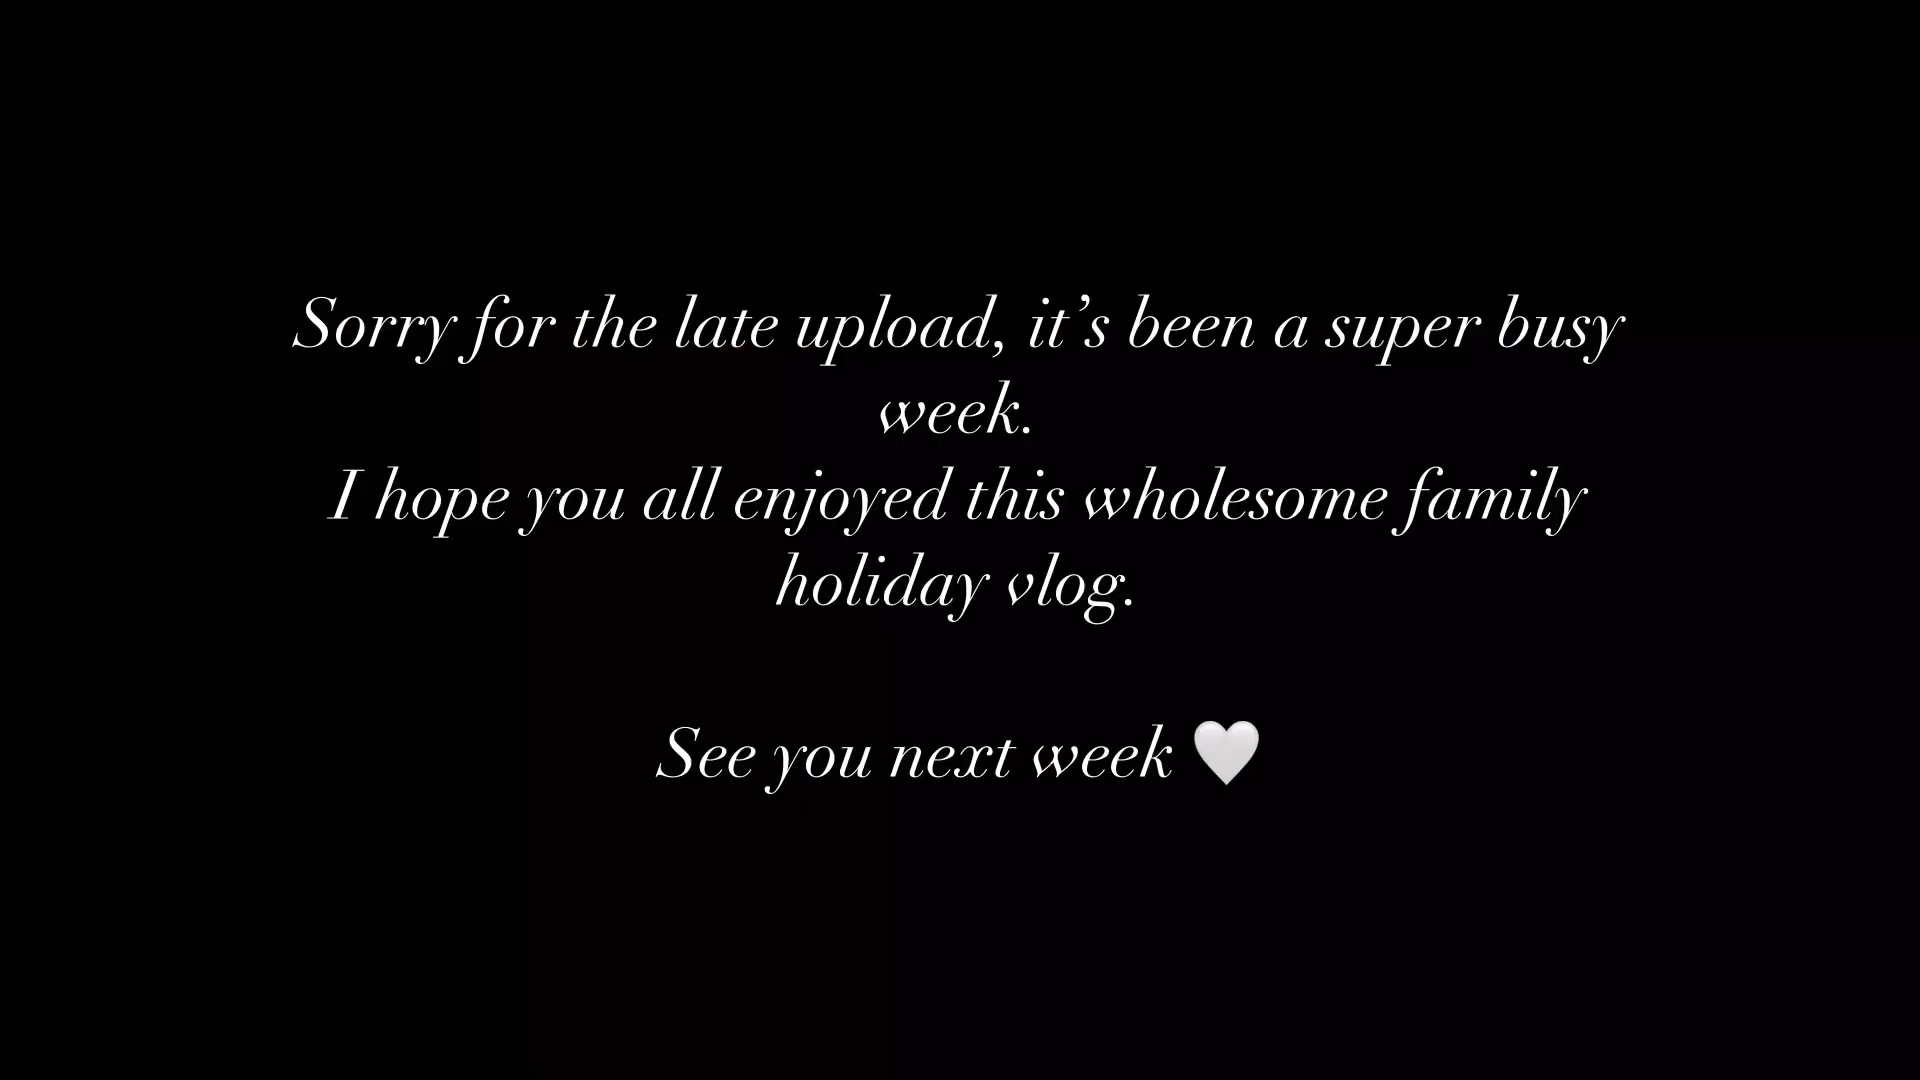 Sorry for the late upload, it’s been a super busy
week.
I hope you all enjoyed this wholesome family
holiday vlog.
See you next week 🤍